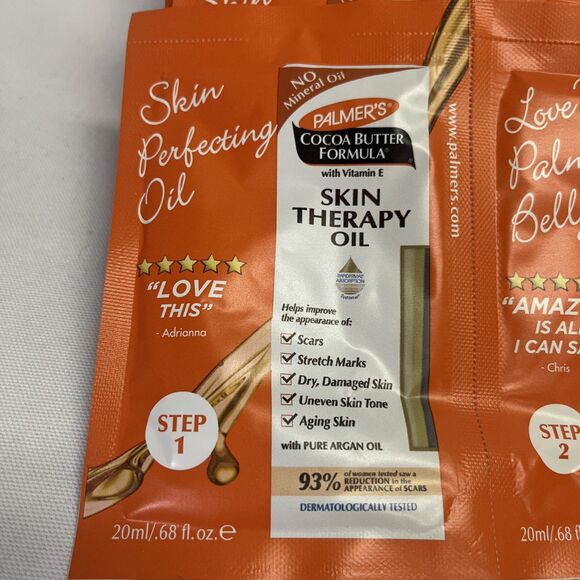 Skin
Skin
Perfecting
Oil
"LOVE
THIS"
- Adrianna
STEP
1
20ml/.68 fl.oz.e
NO
Mineral Oil
PALMER'S
COCOA BUTTER
FORMULA
with Vitamin E
SKIN
THERAPY
OIL
RAPIDIMAX
ABSORPTION
Helps improve
the appearance of:
Scars
Stretch Marks
Dry, Damaged Skin
Uneven Skin Tone
Aging Skin
with PURE ARGAN OIL
93% of women tested saw a
REDUCTION in the
APPEARANCE of SCARS
DERMATOLOGICALLY TESTED
www.palmers.com
Love
Palm
Belly
"AMAZ
IS AL
I CAN SA
- Chris
STEP
2
20ml/.68 f